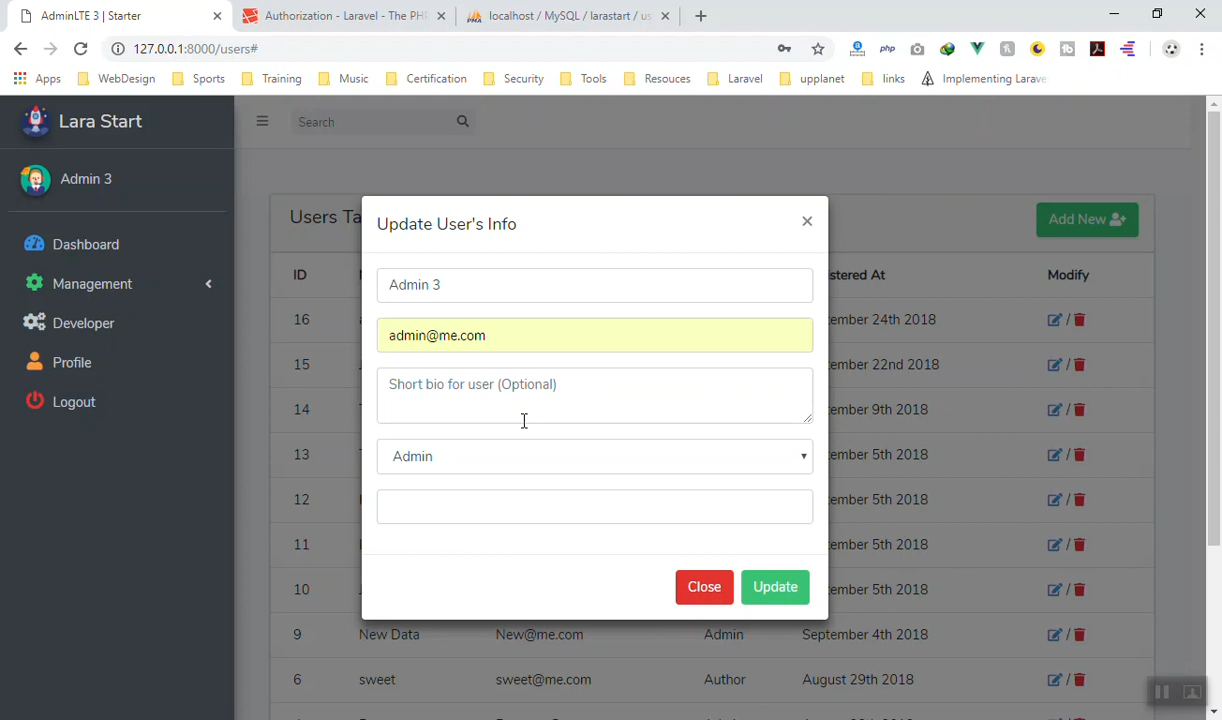 AdminLTE 3 | Starter
Authorization - Laravel - The PHP
localhost / MySQL / larastart / us
127.0.0.1:8000/users#
php
Apps WebDesign Sports Training Music Certification Security Tools Resouces Laravel upplanet links Implementing Larave
Lara Start
Search
Admin 3
Dashboard
Management
Developer
Profile
Logout
Users Ta
Add New
Update User's Info
×
Admin 3
admin@me.com
Short bio for user (Optional)
Admin
Close
Update
ID
stered At
Modify
16
ember 24th 2018
/
15
ember 22nd 2018
/
14
ember 9th 2018
/
13
ember 5th 2018
/
12
ember 5th 2018
/
11
ember 5th 2018
/
10
ember 5th 2018
/
9 New Data New@me.com Admin September 4th 2018 /
6 sweet sweet@me.com Author August 29th 2018 /